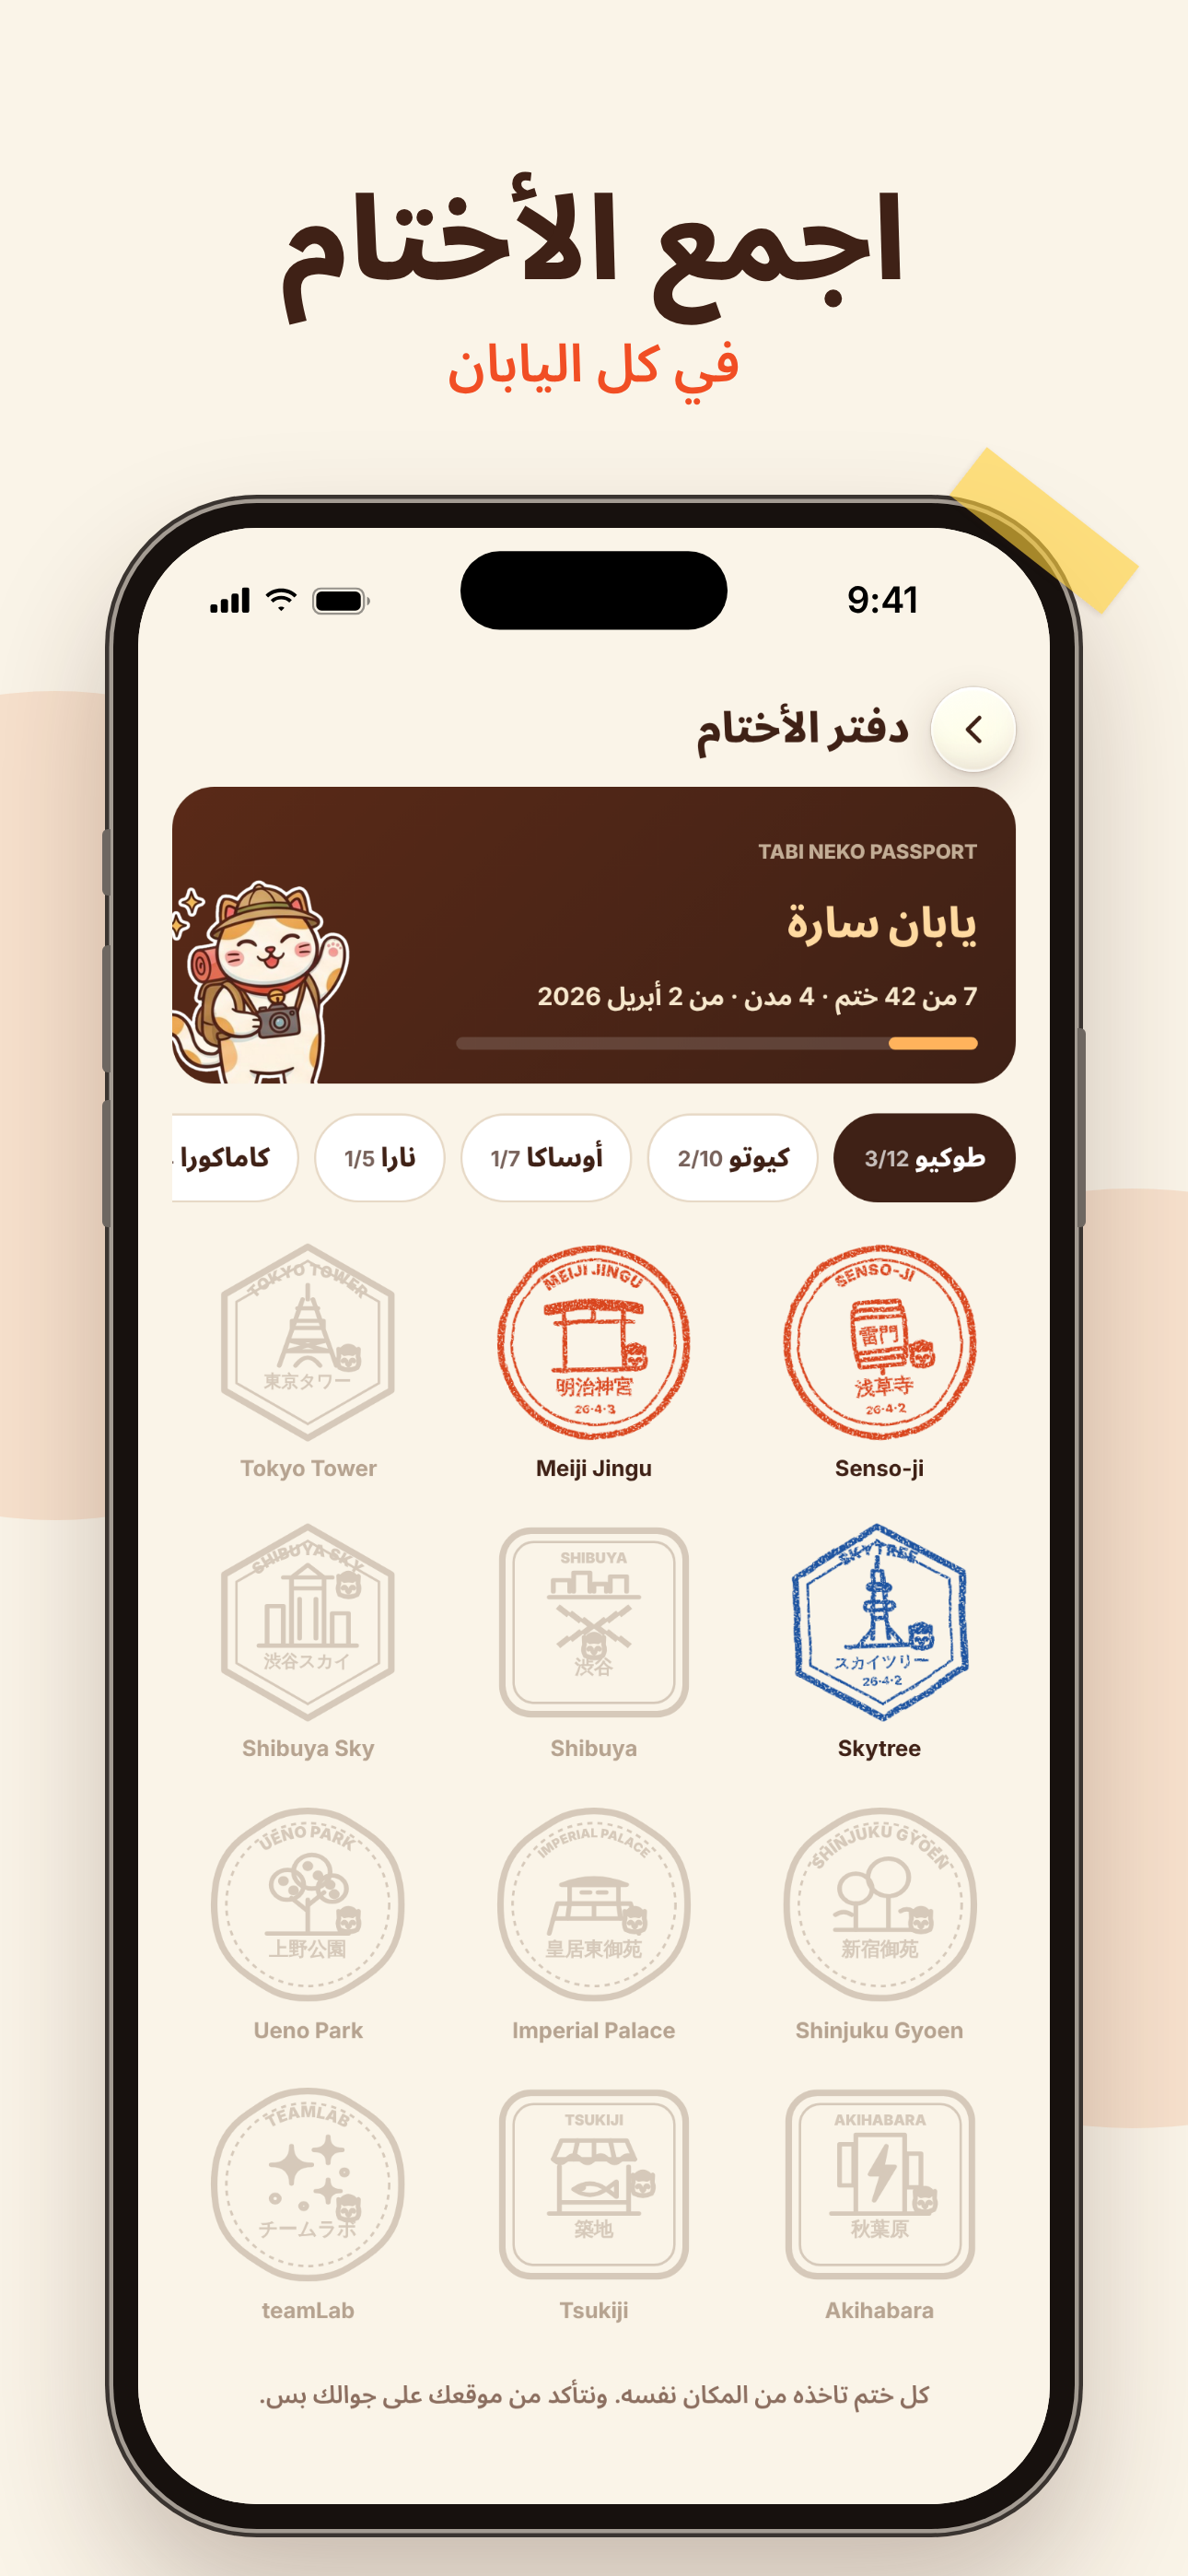 اجمع الأختام
في كل اليابان
9:41
دفتر الأختام
TABI NEKO PASSPORT
يابان سارة
7 من 42 ختم · 4 مدن · من 2 أبريل 2026
طوكيو 3/12
كيوتو 2/10
أوساكا 1/7
نارا 1/5
كاماكورا
SENSO-JI
雷門
浅草寺
26·4·2
Senso-ji
MEIJI JINGU
明治神宮
26·4·3
Meiji Jingu
TOKYO TOWER
東京タワー
Tokyo Tower
SKYTREE
スカイツリー
26·4·2
Skytree
SHIBUYA
渋谷
Shibuya
SHIBUYA SKY
渋谷スカイ
Shibuya Sky
SHINJUKU GYOEN
新宿御苑
Shinjuku Gyoen
IMPERIAL PALACE
皇居東御苑
Imperial Palace
UENO PARK
上野公園
Ueno Park
AKIHABARA
秋葉原
Akihabara
TSUKIJI
築地
Tsukiji
TEAMLAB
チームラボ
teamLab
كل ختم تاخذه من المكان نفسه. ونتأكد من موقعك على جوالك بس.